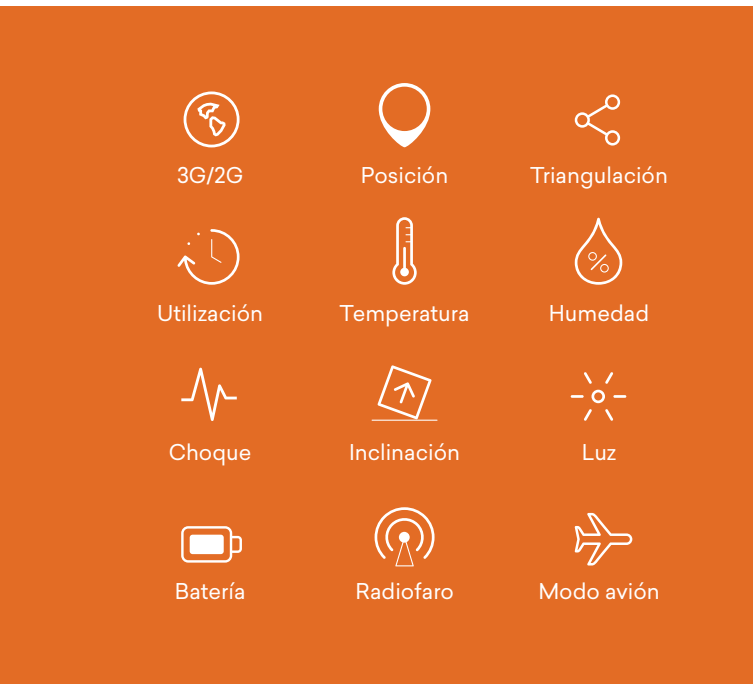 3G/2G
Posición
Triangulación
Utilización
Temperatura
%
Humedad
Choque
Inclinación
Luz
Batería
Radiofaro
Modo avión